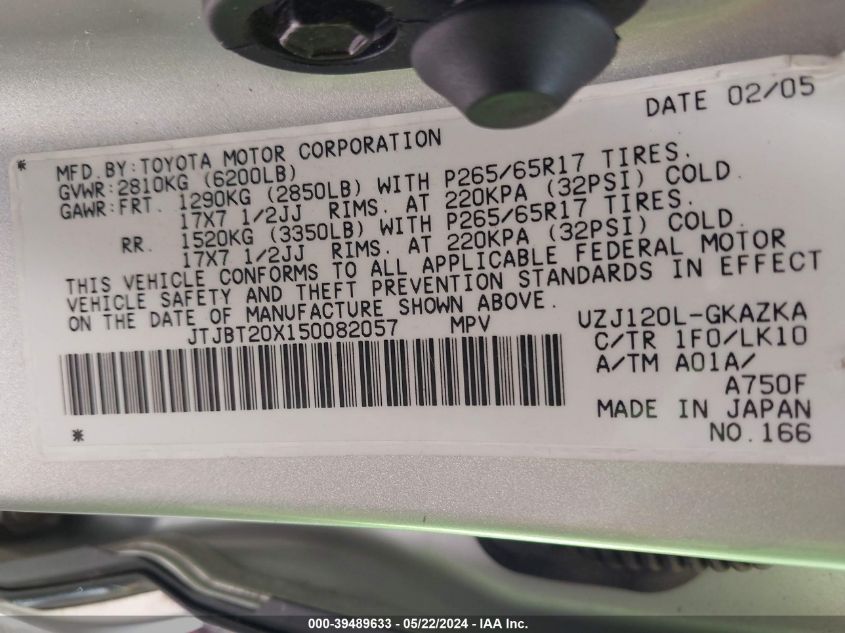 DATE 02/05
* MFD.BY:TOYOTA MOTOR CORPORATION
GVWR:2810KG (6200LB)
GAWR:FRT. 1290KG (2850LB) WITH P265/65R17 TIRES.
17X7 1/2JJ RIMS. AT 220KPA (32PSI) COLD.
RR. 1520KG (3350LB) WITH P265/65R17 TIRES.
17X7 1/2JJ RIMS. AT 220KPA (32PSI) COLD.
THIS VEHICLE CONFORMS TO ALL APPLICABLE FEDERAL MOTOR
VEHICLE SAFETY AND THEFT PREVENTION STANDARDS IN EFFECT
ON THE DATE OF MANUFACTURE SHOWN ABOVE.
JTJBT20X150082057 MPV
UZJ120L-GKAZKA
C/TR 1F0/LK10
A/TM A01A/
A750F
MADE IN JAPAN
* NO.166
000-39489633 - 05/22/2024 - IAA Inc.